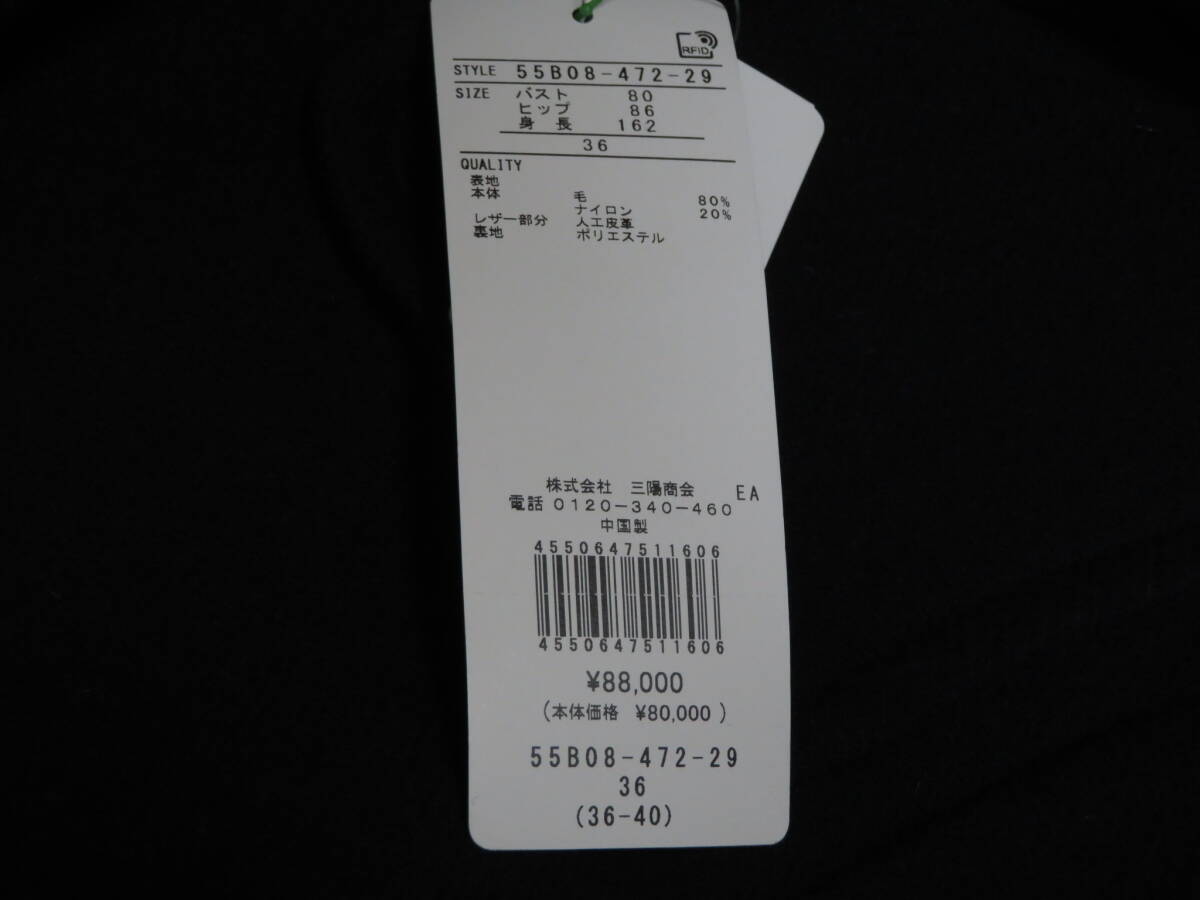 RFID
STYLE 55B08-472-29
SIZE バスト 80
ヒップ 86
身長 162
36
QUALITY
表地
本体 毛 80%
ナイロン 20%
レザー部分 人工皮革
裏地 ポリエステル
株式会社 三陽商会 EA
電話 0120-340-460
中国製
4550647511606
4550647511606
¥88,000
(本体価格 ¥80,000)
55B08-472-29
36
(36-40)